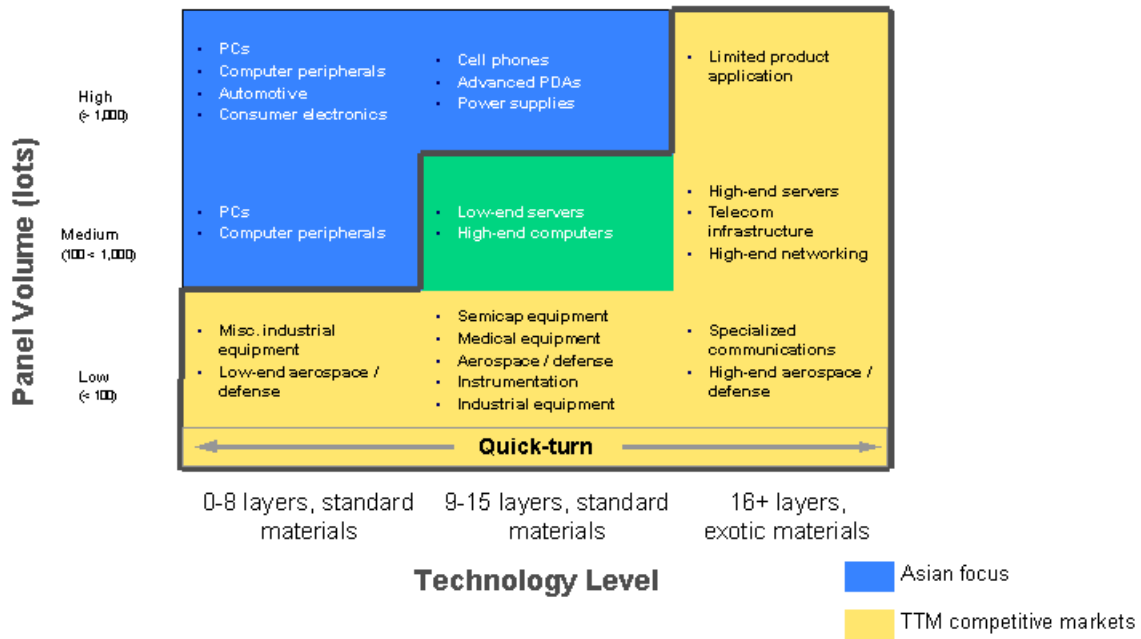 Panel Volume (lots)
High
(> 1,000)
• PCs
• Computer peripherals
• Automotive
• Consumer electronics
• Cell phones
• Advanced PDAs
• Power supplies
• Limited product
application
Medium
(100 < 1,000)
• PCs
• Computer peripherals
• Low-end servers
• High-end computers
• High-end servers
• Telecom
infrastructure
• High-end networking
Low
(< 100)
• Misc. industrial
equipment
• Low-end aerospace /
defense
• Semicap equipment
• Medical equipment
• Aerospace / defense
• Instrumentation
• Industrial equipment
• Specialized
communications
• High-end aerospace /
defense
Quick-turn
0-8 layers, standard
materials
9-15 layers, standard
materials
16+ layers,
exotic materials
Technology Level
Asian focus
TTM competitive markets